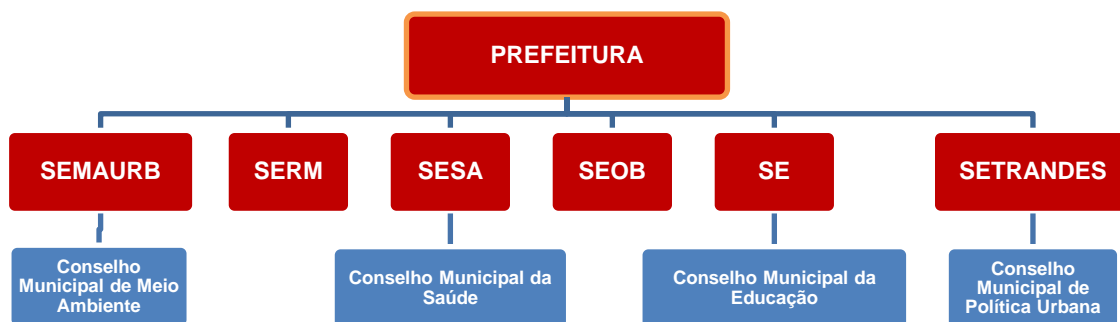 PREFEITURA
SEMAURB
SERM
SESA
SEOB
SE
SETRANDES
Conselho
Municipal de Meio
Ambiente
Conselho Municipal da
Saúde
Conselho Municipal da
Educação
Conselho
Municipal de
Política Urbana